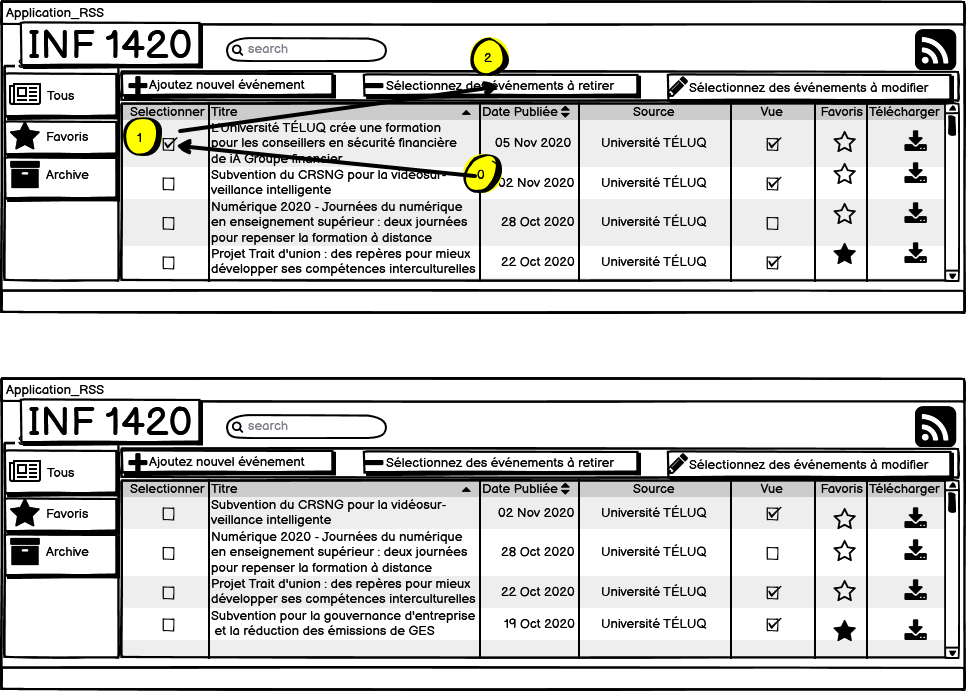 Application_RSS
INF 1420
search
2
Tous
Ajoutez nouvel événement
Sélectionnez des événements à retirer
Sélectionnez des événements à modifier
Selectionner Titre Date Publiée Source Vue Favoris Télécharger
1
Favoris
L'Université TÉLUQ crée une formation
pour les conseillers en sécurité financière
de iA Groupe financier
05 Nov 2020 Université TÉLUQ
Archive
0
Subvention du CRSNG pour la vidéosur-
veillance intelligente
02 Nov 2020 Université TÉLUQ
Numérique 2020 - Journées du numérique
en enseignement supérieur : deux journées
pour repenser la formation à distance
28 Oct 2020 Université TÉLUQ
Projet Trait d'union : des repères pour mieux
développer ses compétences interculturelles
22 Oct 2020 Université TÉLUQ
Application_RSS
INF 1420
search
Tous
Ajoutez nouvel événement
Sélectionnez des événements à retirer
Sélectionnez des événements à modifier
Selectionner Titre Date Publiée Source Vue Favoris Télécharger
Favoris
Subvention du CRSNG pour la vidéosur-
veillance intelligente
02 Nov 2020 Université TÉLUQ
Archive
Numérique 2020 - Journées du numérique
en enseignement supérieur : deux journées
pour repenser la formation à distance
28 Oct 2020 Université TÉLUQ
Projet Trait d'union : des repères pour mieux
développer ses compétences interculturelles
22 Oct 2020 Université TÉLUQ
Subvention pour la gouvernance d'entreprise
et la réduction des émissions de GES
19 Oct 2020 Université TÉLUQ